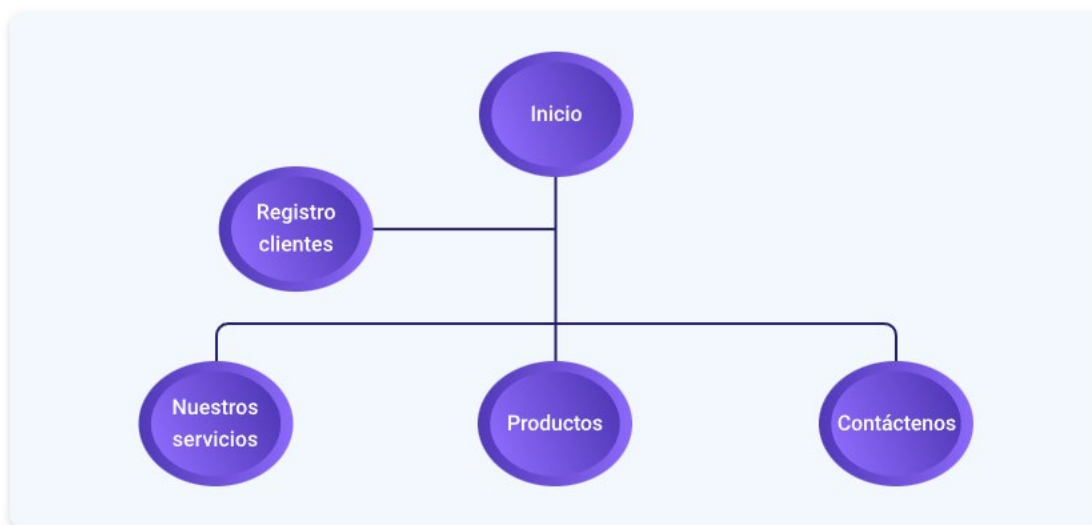 Inicio
Registro
clientes
Nuestros
servicios
Productos
Contáctenos